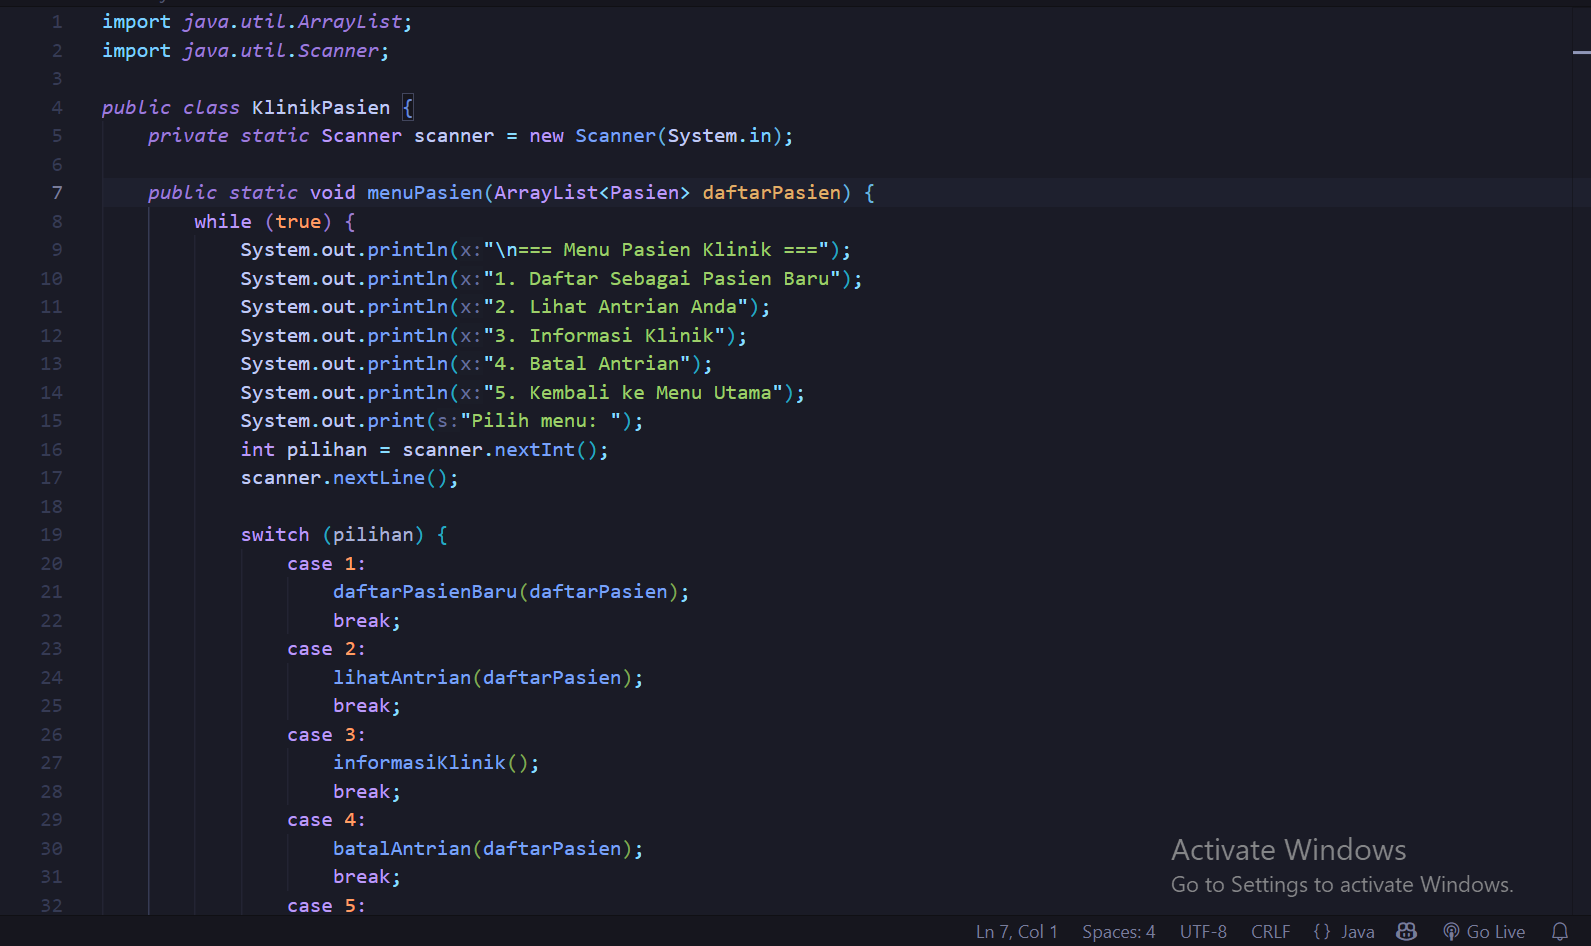 1 import java.util.ArrayList;
2 import java.util.Scanner;
3
4 public class KlinikPasien {
5 private static Scanner scanner = new Scanner(System.in);
6
7 public static void menuPasien(ArrayList<Pasien> daftarPasien) {
8 while (true) {
9 System.out.println(x:"\n=== Menu Pasien Klinik ===");
10 System.out.println(x:"1. Daftar Sebagai Pasien Baru");
11 System.out.println(x:"2. Lihat Antrian Anda");
12 System.out.println(x:"3. Informasi Klinik");
13 System.out.println(x:"4. Batal Antrian");
14 System.out.println(x:"5. Kembali ke Menu Utama");
15 System.out.print(s:"Pilih menu: ");
16 int pilihan = scanner.nextInt();
17 scanner.nextLine();
18
19 switch (pilihan) {
20 case 1:
21 daftarPasienBaru(daftarPasien);
22 break;
23 case 2:
24 lihatAntrian(daftarPasien);
25 break;
26 case 3:
27 informasiKlinik();
28 break;
29 case 4:
30 batalAntrian(daftarPasien);
31 break;
32 case 5:
Activate Windows
Go to Settings to activate Windows.
Ln 7, Col 1 Spaces: 4 UTF-8 CRLF {} Java Go Live